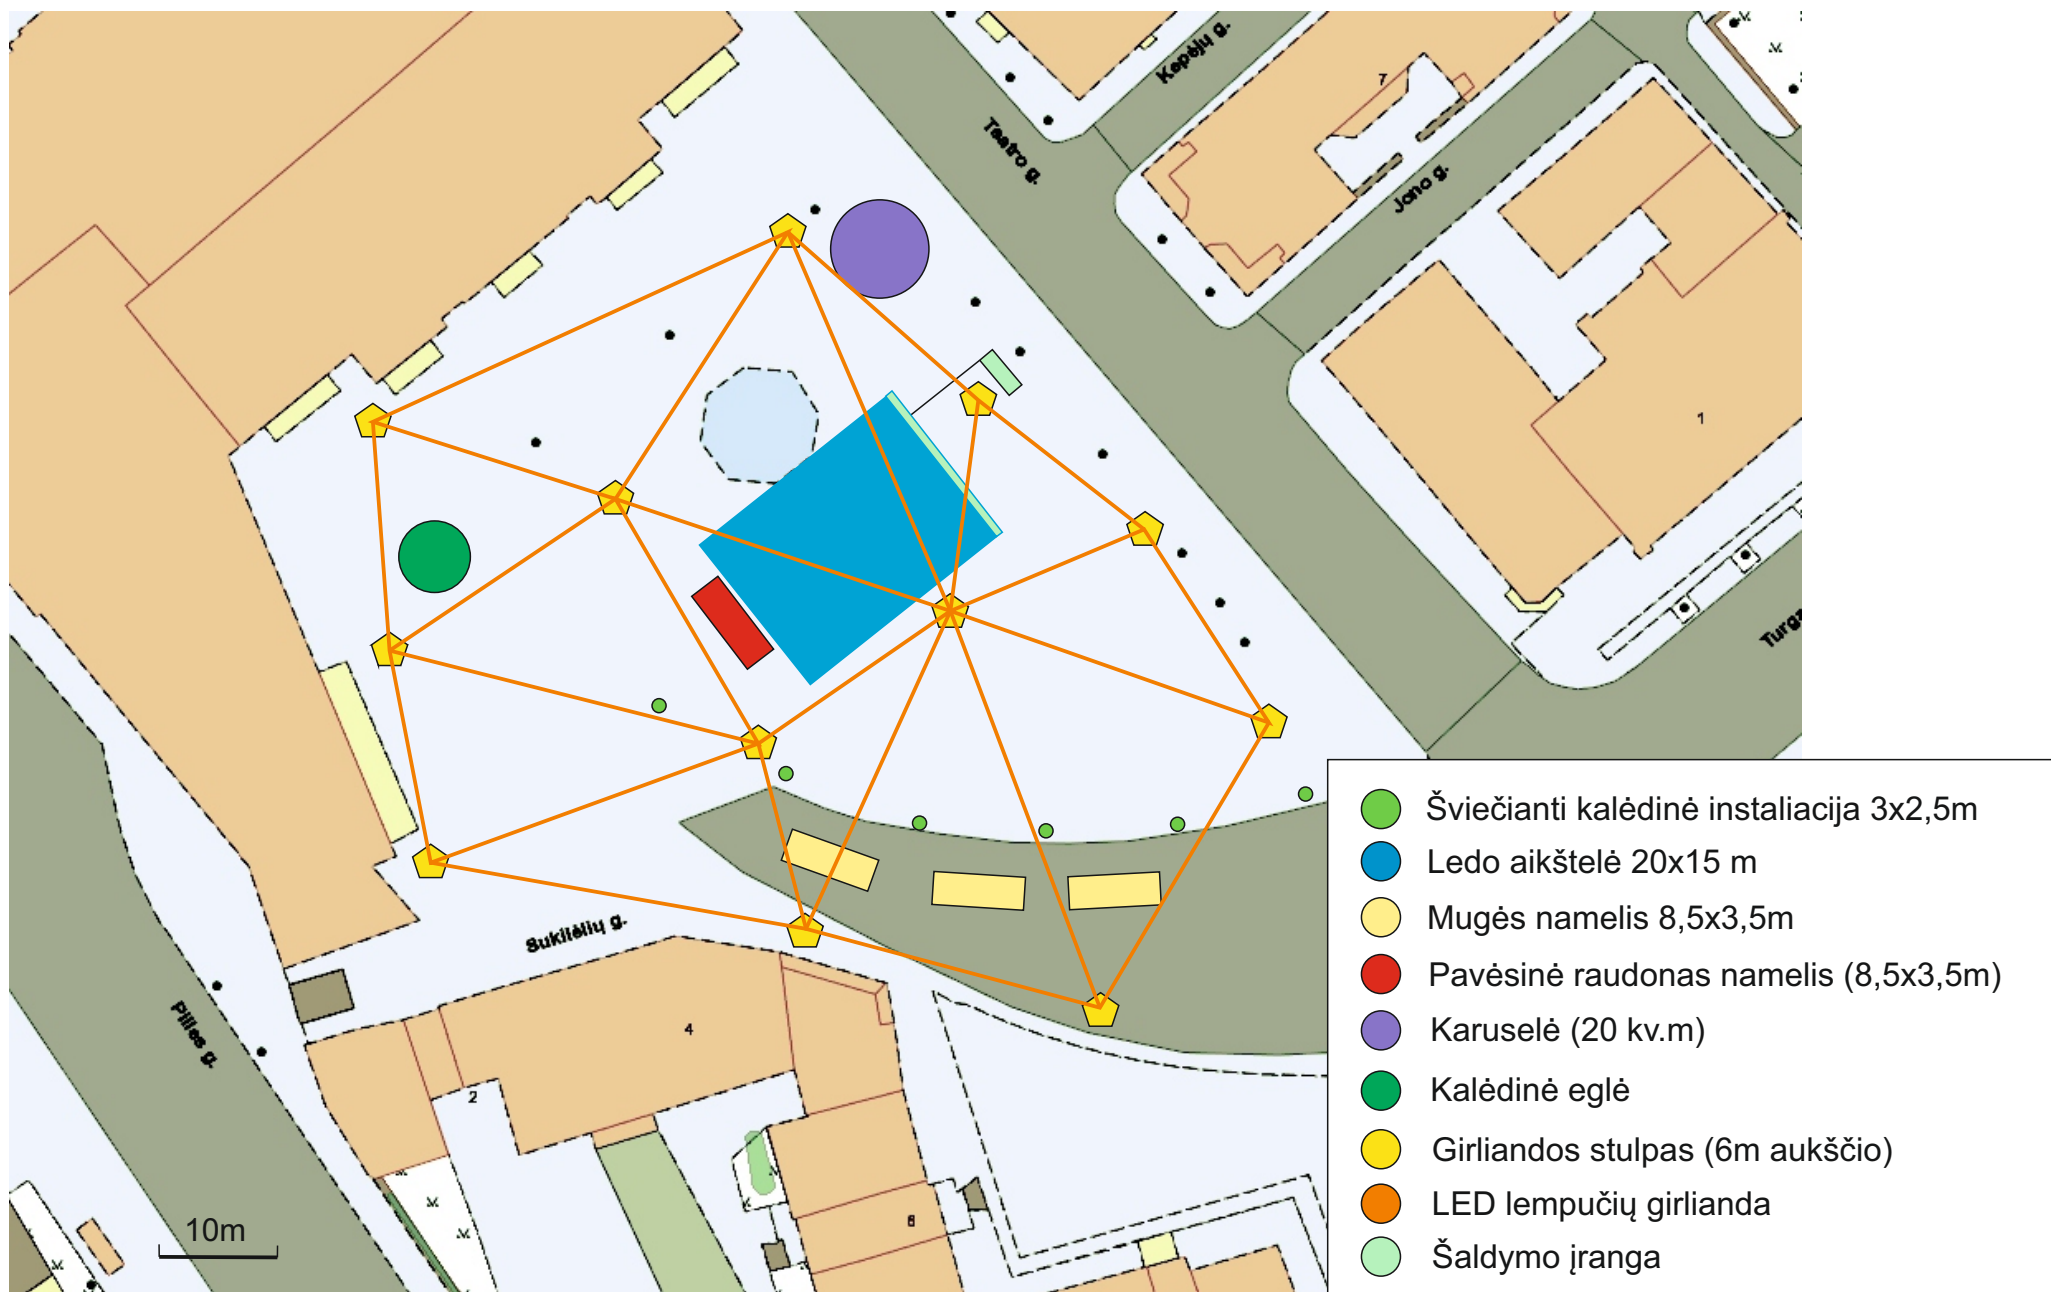 Kepėjų g.
7
Teatro g.
Jono g.
1
Sukilėlių g.
Pilies g.
4
2
6
10m
Šviečianti kalėdinė instaliacija 3x2,5m
Ledo aikštelė 20x15 m
Mugės namelis 8,5x3,5m
Pavėsinė raudonas namelis (8,5x3,5m)
Karuselė (20 kv.m)
Kalėdinė eglė
Girliandos stulpas (6m aukščio)
LED lempučių girlianda
Šaldymo įranga